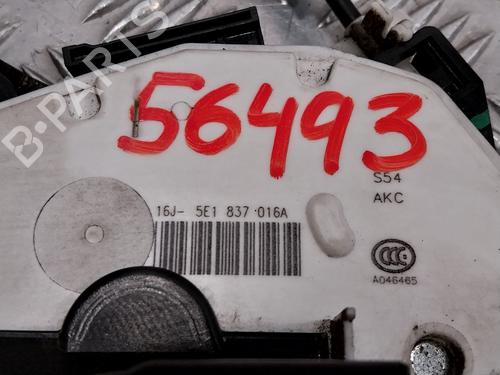 B-PARTS
56493
S54
AKC
16J- 5E1 837 016A
CCC
A046465